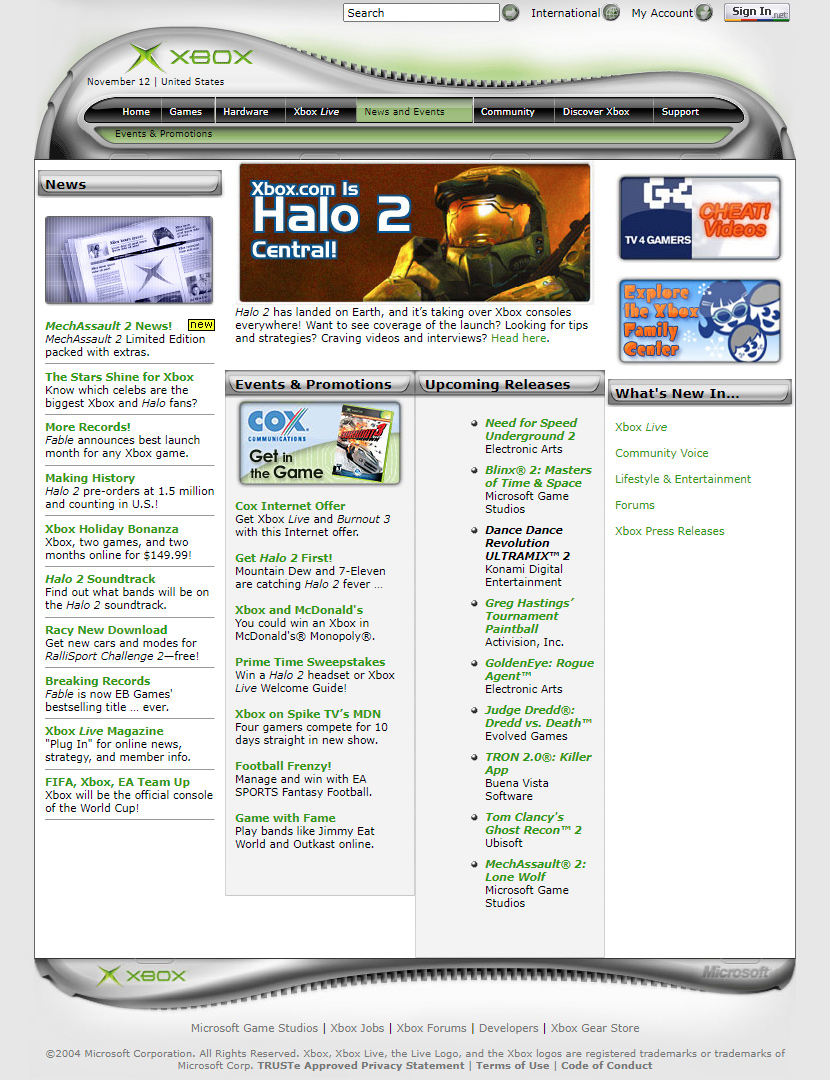 Search
International
My Account
Sign In .net
XBOX
November 12 | United States
Home
Games
Hardware
Xbox Live
News and Events
Community
Discover Xbox
Support
Events & Promotions
News
MechAssault 2 News! new
MechAssault 2 Limited Edition
packed with extras.
The Stars Shine for Xbox
Know which celebs are the
biggest Xbox and Halo fans?
More Records!
Fable announces best launch
month for any Xbox game.
Making History
Halo 2 pre-orders at 1.5 million
and counting in U.S.!
Xbox Holiday Bonanza
Xbox, two games, and two
months online for $149.99!
Halo 2 Soundtrack
Find out what bands will be on
the Halo 2 soundtrack.
Racy New Download
Get new cars and modes for
RalliSport Challenge 2—free!
Breaking Records
Fable is now EB Games'
bestselling title ... ever.
Xbox Live Magazine
"Plug In" for online news,
strategy, and member info.
FIFA, Xbox, EA Team Up
Xbox will be the official console
of the World Cup!
Xbox.com Is
Halo 2
Central!
Halo 2 has landed on Earth, and it’s taking over Xbox consoles
everywhere! Want to see coverage of the launch? Looking for tips
and strategies? Craving videos and interviews? Head here.
Events & Promotions
COX
COMMUNICATIONS
Get in
the Game
Cox Internet Offer
Get Xbox Live and Burnout 3
with this Internet offer.
Get Halo 2 First!
Mountain Dew and 7-Eleven
are catching Halo 2 fever ...
Xbox and McDonald's
You could win an Xbox in
McDonald's® Monopoly®.
Prime Time Sweepstakes
Win a Halo 2 headset or Xbox
Live Welcome Guide!
Xbox on Spike TV’s MDN
Four gamers compete for 10
days straight in new show.
Football Frenzy!
Manage and win with EA
SPORTS Fantasy Football.
Game with Fame
Play bands like Jimmy Eat
World and Outkast online.
Upcoming Releases
Need for Speed
Underground 2
Electronic Arts
Blinx® 2: Masters
of Time & Space
Microsoft Game
Studios
Dance Dance
Revolution
ULTRAMIX™ 2
Konami Digital
Entertainment
Greg Hastings’
Tournament
Paintball
Activision, Inc.
GoldenEye: Rogue
Agent™
Electronic Arts
Judge Dredd®:
Dredd vs. Death™
Evolved Games
TRON 2.0®: Killer
App
Buena Vista
Software
Tom Clancy's
Ghost Recon™ 2
Ubisoft
MechAssault® 2:
Lone Wolf
Microsoft Game
Studios
G4
TV 4 GAMERS
CHEAT!
Videos
Explore
the Xbox
Family
Center
What's New In...
Xbox Live
Community Voice
Lifestyle & Entertainment
Forums
Xbox Press Releases
XBOX
Microsoft
Microsoft Game Studios | Xbox Jobs | Xbox Forums | Developers | Xbox Gear Store
©2004 Microsoft Corporation. All Rights Reserved. Xbox, Xbox Live, the Live Logo, and the Xbox logos are registered trademarks or trademarks of
Microsoft Corp. TRUSTe Approved Privacy Statement | Terms of Use | Code of Conduct